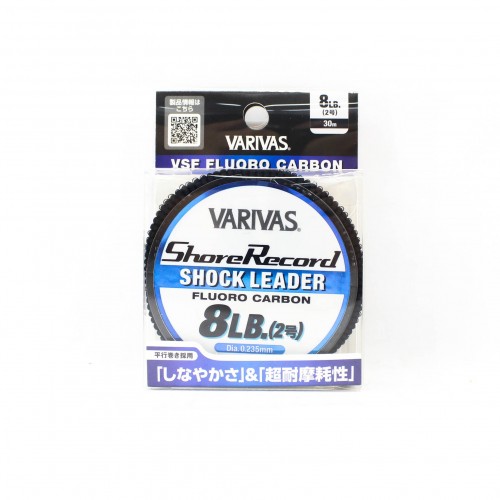 製品情報は
こちら
8LB.
(2号)
30m
VARIVAS
VSF FLUORO CARBON
VARIVAS
ShoreRecord
SHOCK LEADER
FLUORO CARBON
8LB.(2号)
Dia.0.235mm
平行巻き採用
「しなやかさ」&「超耐摩耗性」